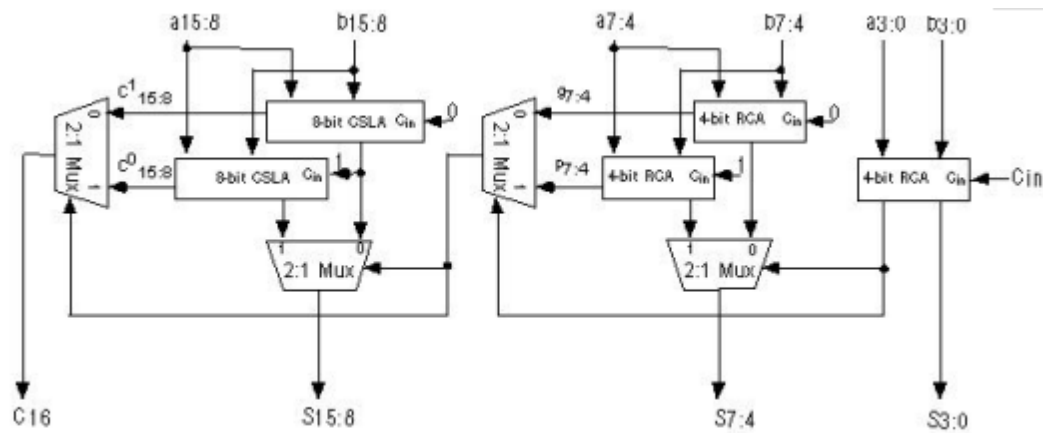 a15:8 b15:8 a7:4 b7:4 a3:0 b3:0
c1 15:8 0 8-bit CSLA Cin 0 g7:4 0 4-bit RCA Cin 0
2:1 Mux 2:1 Mux
c0 15:8 1 8-bit CSLA Cin 1 p7:4 1 4-bit RCA Cin 1 4-bit RCA Cin Cin
1 0 1 0
2:1 Mux 2:1 Mux
C16 S15:8 S7:4 S3:0